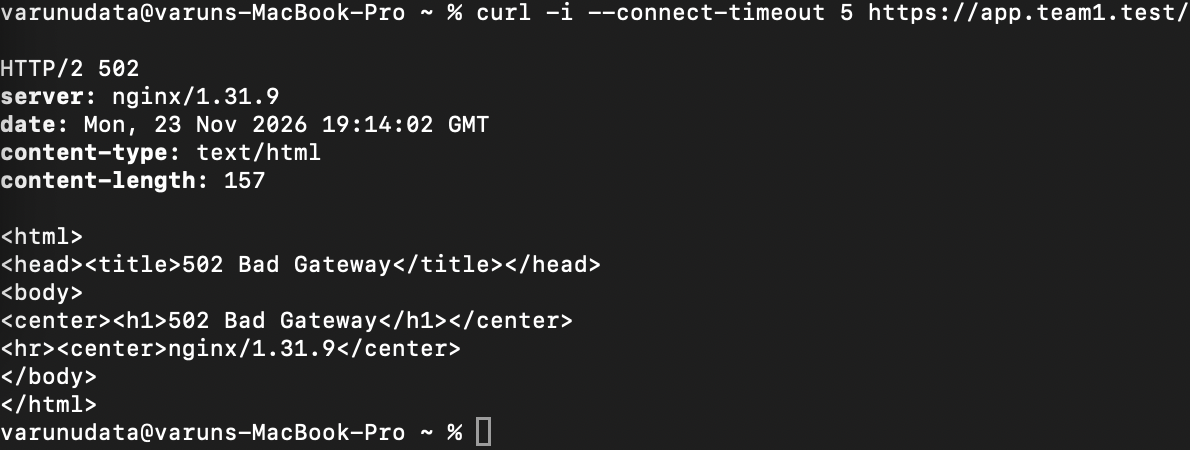 varunudata@varuns-MacBook-Pro ~ % curl -i --connect-timeout 5 https://app.team1.test/
HTTP/2 502
server: nginx/1.31.9
date: Mon, 23 Nov 2026 19:14:02 GMT
content-type: text/html
content-length: 157
<html>
<head><title>502 Bad Gateway</title></head>
<body>
<center><h1>502 Bad Gateway</h1></center>
<hr><center>nginx/1.31.9</center>
</body>
</html>
varunudata@varuns-MacBook-Pro ~ %